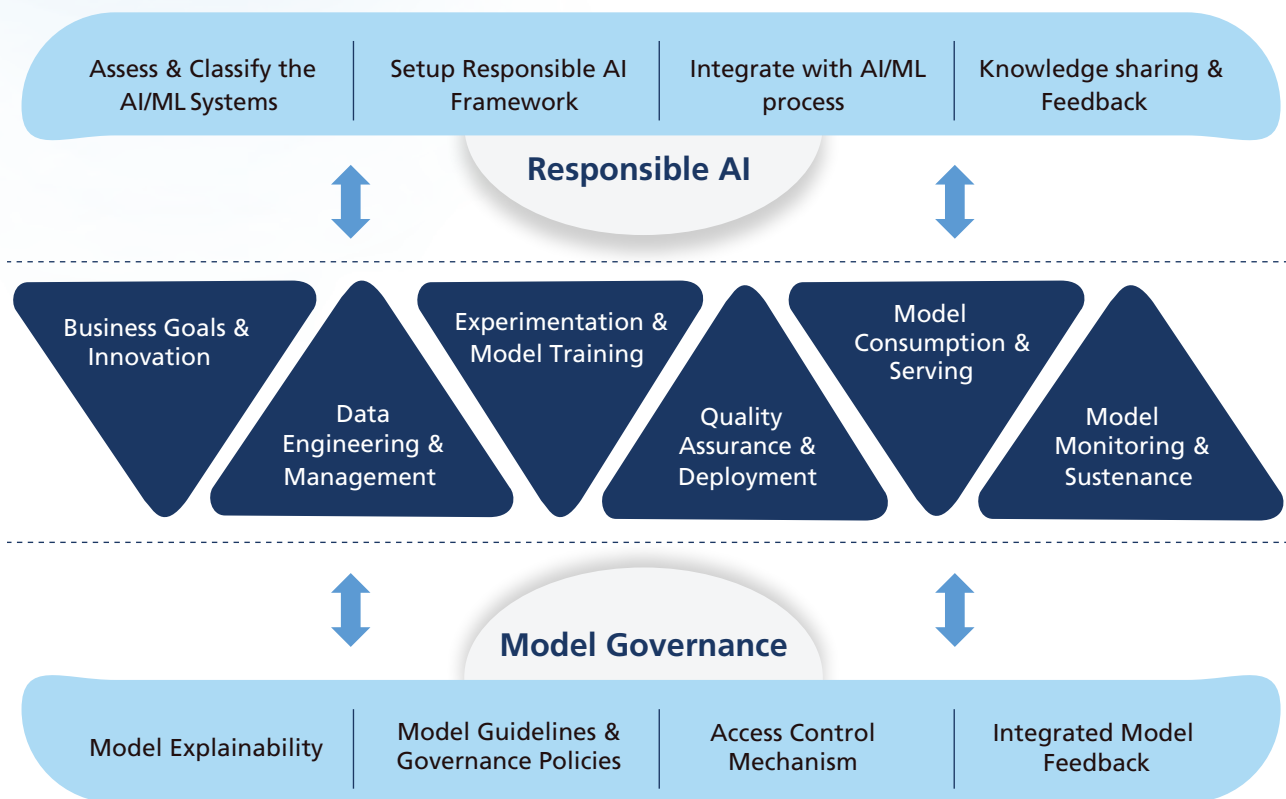 Assess & Classify the
AI/ML Systems
Setup Responsible AI
Framework
Integrate with AI/ML
process
Knowledge sharing &
Feedback
Responsible AI
Business Goals &
Innovation
Data
Engineering &
Management
Experimentation &
Model Training
Quality
Assurance &
Deployment
Model
Consumption &
Serving
Model
Monitoring &
Sustenance
Model Governance
Model Explainability
Model Guidelines &
Governance Policies
Access Control
Mechanism
Integrated Model
Feedback